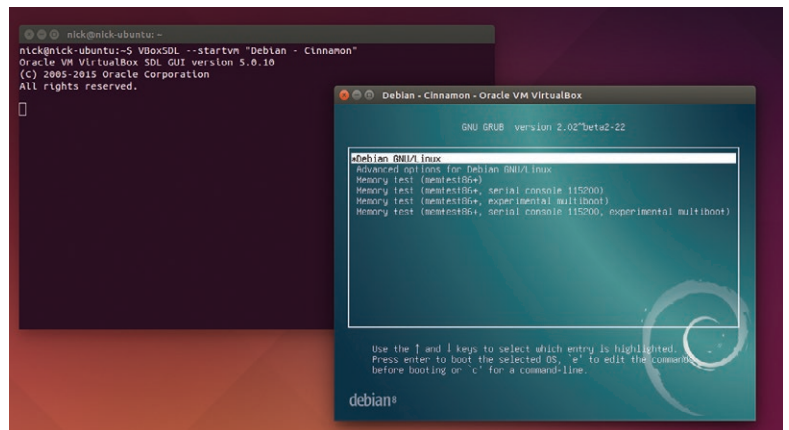 nick@nick-ubuntu: ~
nick@nick-ubuntu:~$ VBoxSDL --startvm "Debian - Cinnamon"
Oracle VM VirtualBox SDL GUI version 5.0.10
(C) 2005-2015 Oracle Corporation
All rights reserved.
Debian - Cinnamon - Oracle VM VirtualBox
GNU GRUB version 2.02~beta2-22
*Debian GNU/Linux
Advanced options for Debian GNU/Linux
Memory test (memtest86+)
Memory test (memtest86+, serial console 115200)
Memory test (memtest86+, experimental multiboot)
Memory test (memtest86+, serial console 115200, experimental multiboot)
Use the ↑ and ↓ keys to select which entry is highlighted.
Press enter to boot the selected OS, `e' to edit the commands
before booting or `c' for a command-line.
debian 8